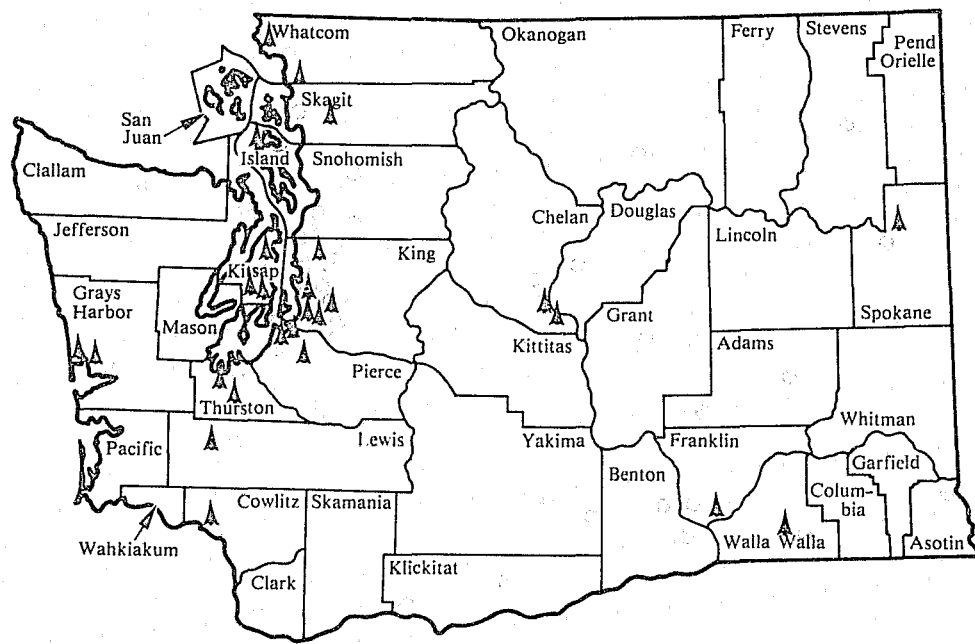 Whatcom
Okanogan
Ferry
Stevens
Pend
Orielle
Skagit
San
Juan
Island
Snohomish
Clallam
Chelan
Douglas
Jefferson
Lincoln
King
Kitsap
Grays
Harbor
Mason
Grant
Spokane
Kittitas
Adams
Pierce
Thurston
Whitman
Pacific
Lewis
Yakima
Franklin
Garfield
Benton
Cowlitz
Skamania
Colum-
bia
Wahkiakum
Walla Walla
Asotin
Clark
Klickitat